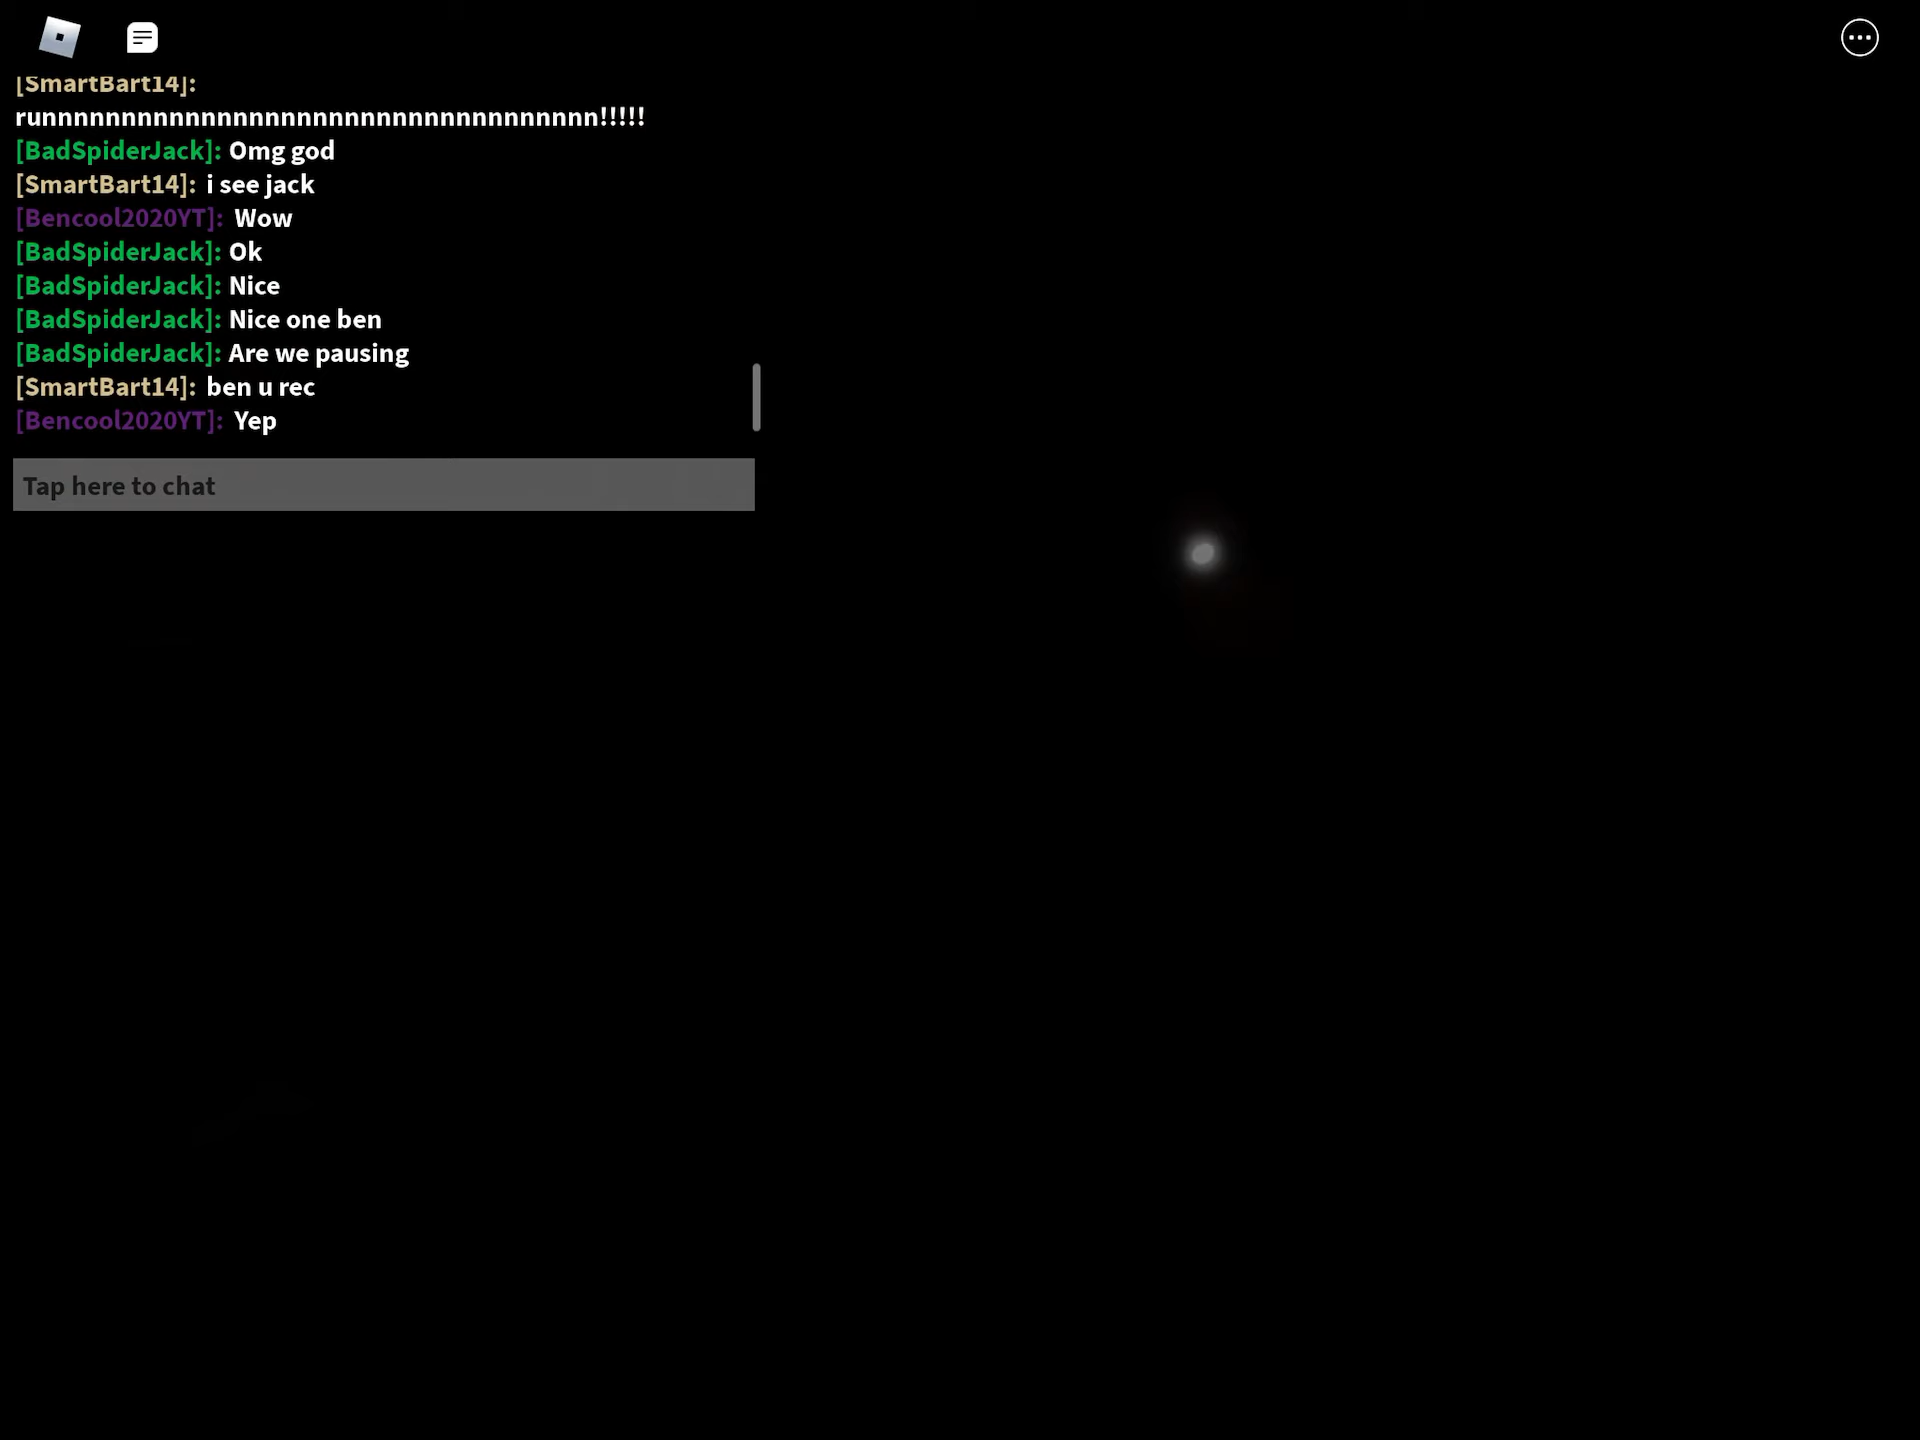 [SmartBart14]:
runnnnnnnnnnnnnnnnnnnnnnnnnnnnnnnnnnn!!!!!
[BadSpiderJack]: Omg god
[SmartBart14]: i see jack
[Bencool2020YT]: Wow
[BadSpiderJack]: Ok
[BadSpiderJack]: Nice
[BadSpiderJack]: Nice one ben
[BadSpiderJack]: Are we pausing
[SmartBart14]: ben u rec
[Bencool2020YT]: Yep
Tap here to chat